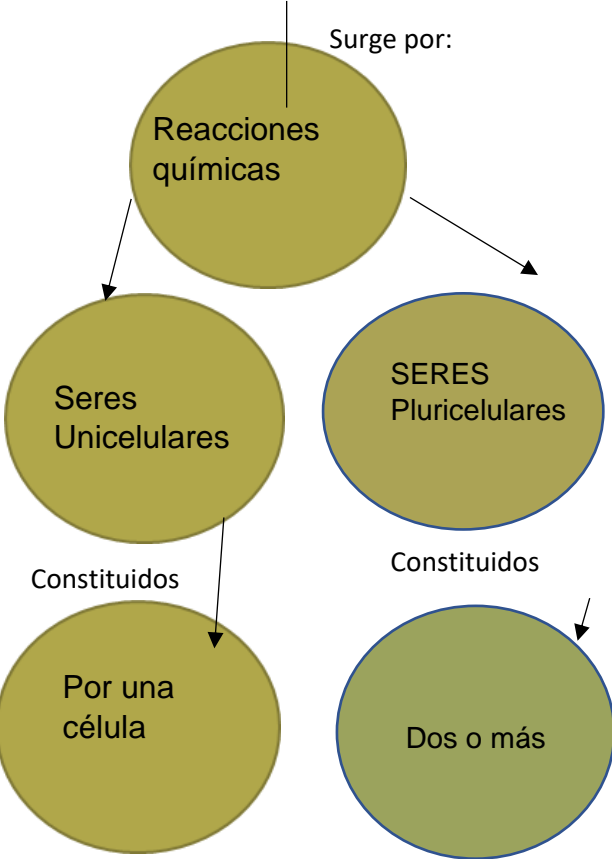 Surge por:
Reacciones
químicas
Seres
Unicelulares
SERES
Pluricelulares
Constituidos
Constituidos
Por una
célula
Dos o más